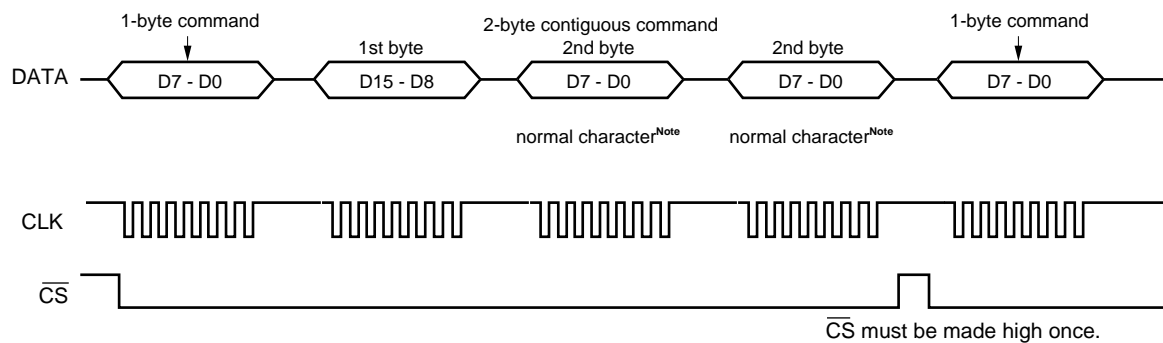 1-byte command
2-byte contiguous command
1-byte command
1st byte
2nd byte
2nd byte
DATA
D7 - D0
D15 - D8
D7 - D0
D7 - D0
D7 - D0
normal characterNote
normal characterNote
CLK
CS
CS must be made high once.